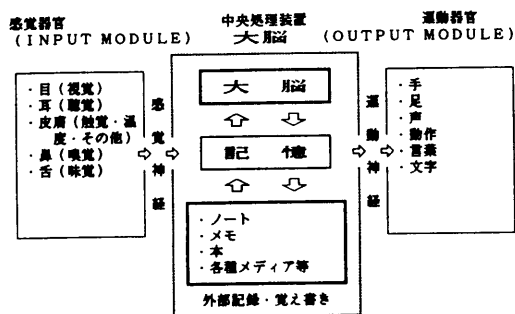 感覚器官
(INPUT MODULE)
中央処理装置
大脳
運動器官
(OUTPUT MODULE)
・目(視覚)
・耳(聴覚)
・皮膚(触覚・温
度・その他)
・鼻(嗅覚)
・舌(味覚)
感覚神経
大脳
記憶
・ノート
・メモ
・本
・各種メディア等
外部記録・覚え書き
運動神経
・手
・足
・声
・動作
・言葉
・文字